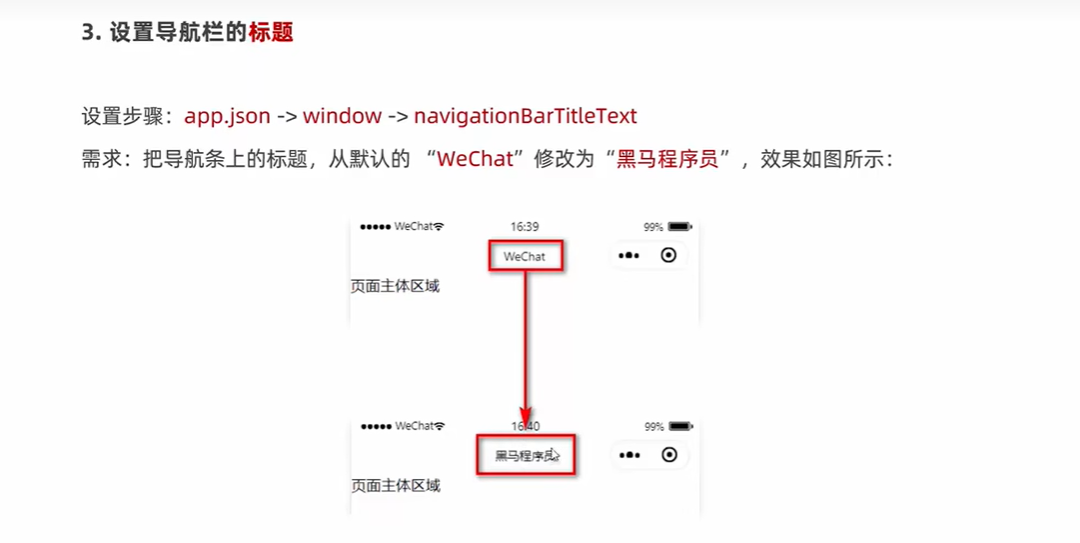 3. 设置导航栏的标题
设置步骤：app.json -> window -> navigationBarTitleText
需求：把导航条上的标题，从默认的 “WeChat”修改为“黑马程序员”，效果如图所示：
WeChat 16:39 99%
WeChat
页面主体区域
WeChat 16:40 99%
黑马程序员
页面主体区域